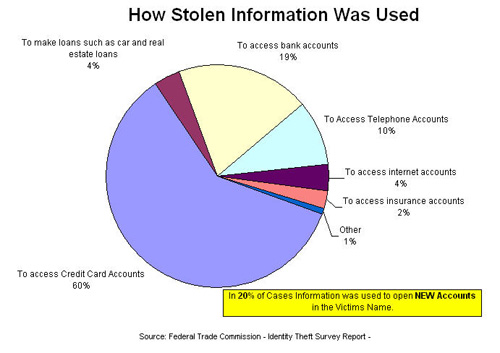 How Stolen Information Was Used
To make loans such as car and real
estate loans
4%
To access bank accounts
19%
To Access Telephone Accounts
10%
To access internet accounts
4%
To access insurance accounts
2%
Other
1%
To access Credit Card Accounts
60%
In 20% of Cases Information was used to open NEW Accounts
in the Victims Name.
Source: Federal Trade Commission - Identity Theft Survey Report -